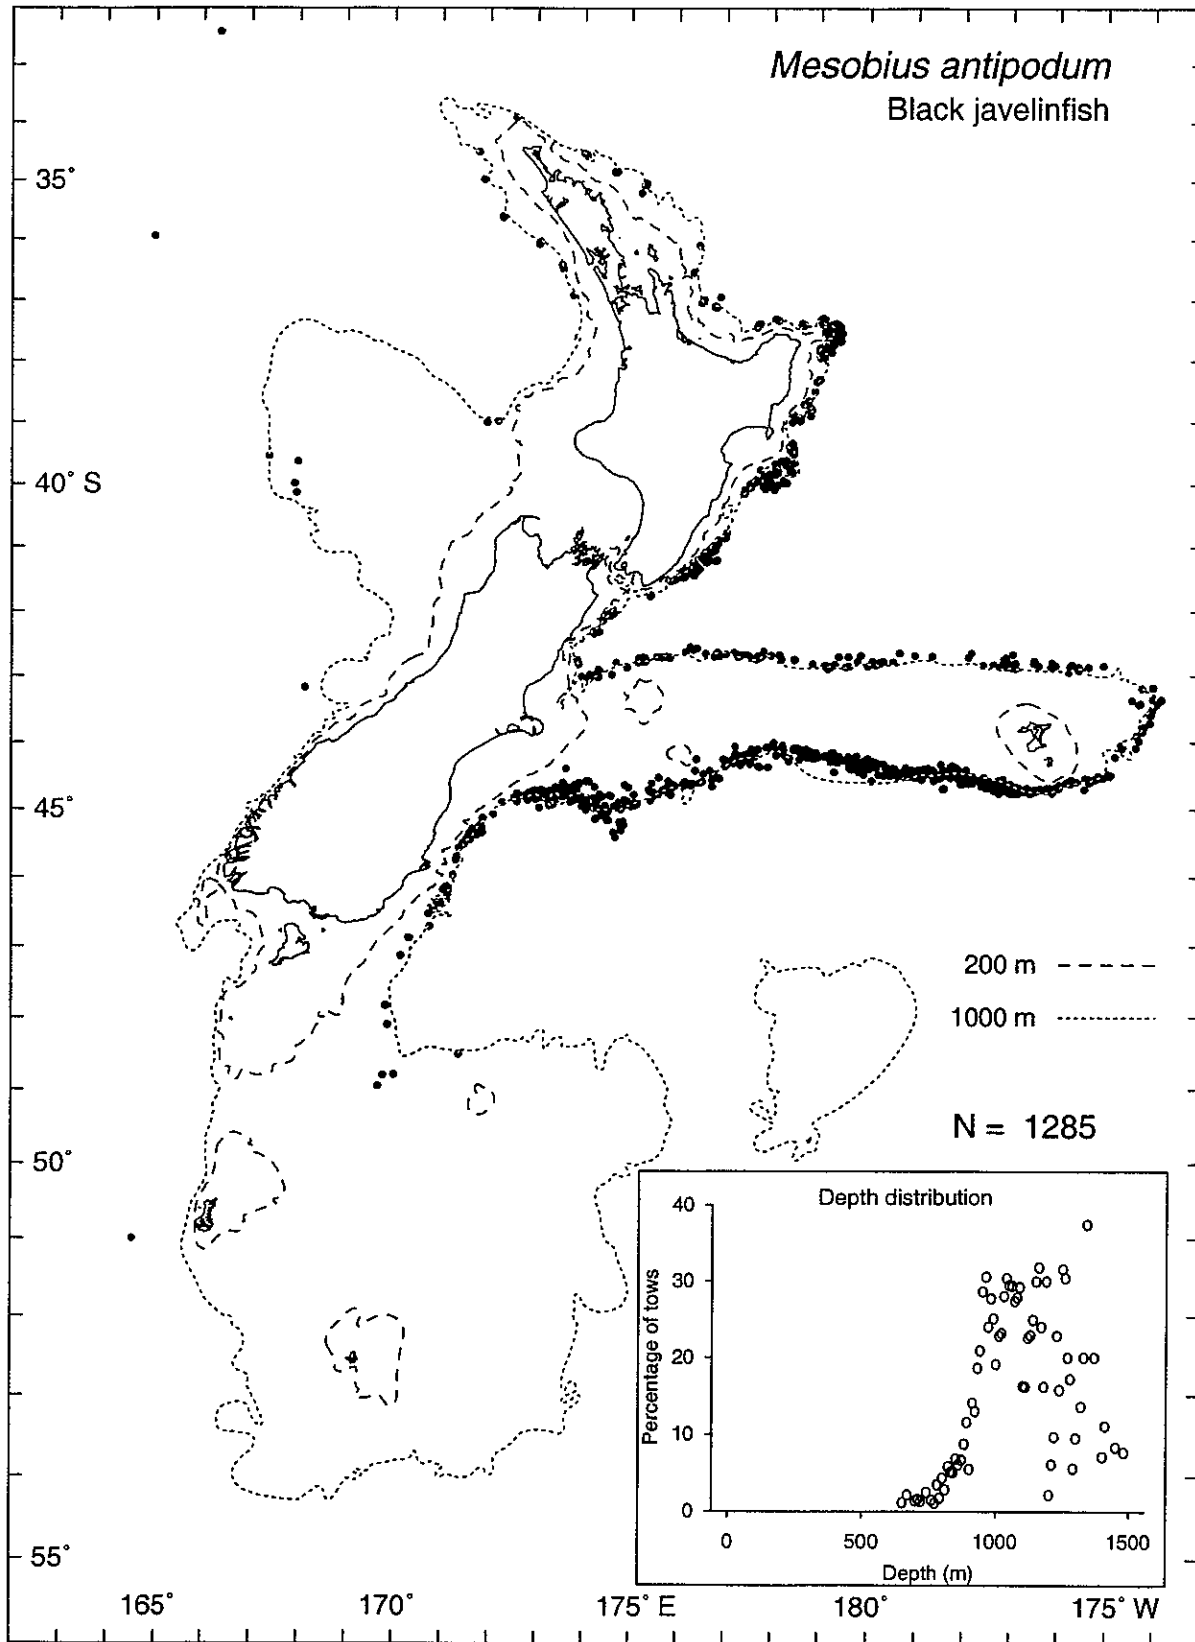 Mesobius antipodum
Black javelinfish
35°
40° S
45°
200 m
1000 m
N = 1285
50°
Depth distribution
40
30
20
10
0
Percentage of tows
0 500 1000 1500
Depth (m)
55°
165° 170° 175° E 180° 175° W